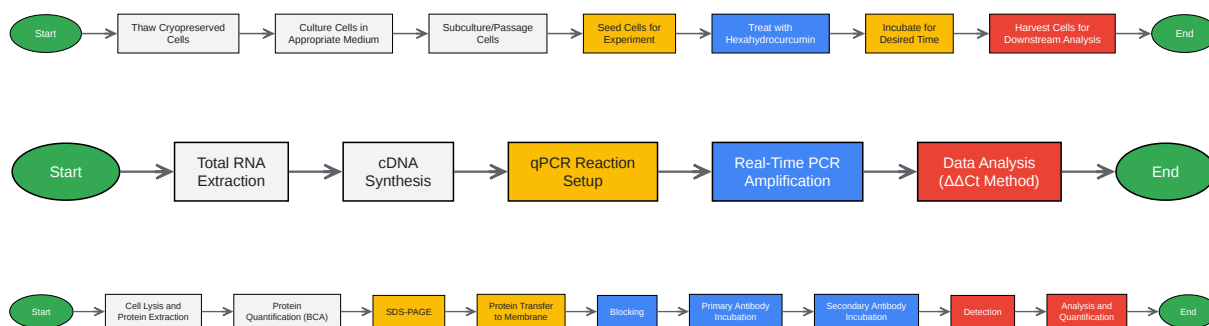 Start
Thaw Cryopreserved
Cells
Culture Cells in
Appropriate Medium
Subculture/Passage
Cells
Seed Cells for
Experiment
Treat with
Hexahydrocurcumin
Incubate for
Desired Time
Harvest Cells for
Downstream Analysis
End
Start
Total RNA
Extraction
cDNA
Synthesis
qPCR Reaction
Setup
Real-Time PCR
Amplification
Data Analysis
(ΔΔCt Method)
End
Start
Cell Lysis and
Protein Extraction
Protein
Quantification (BCA)
SDS-PAGE
Protein Transfer
to Membrane
Blocking
Primary Antibody
Incubation
Secondary Antibody
Incubation
Detection
Analysis and
Quantification
End